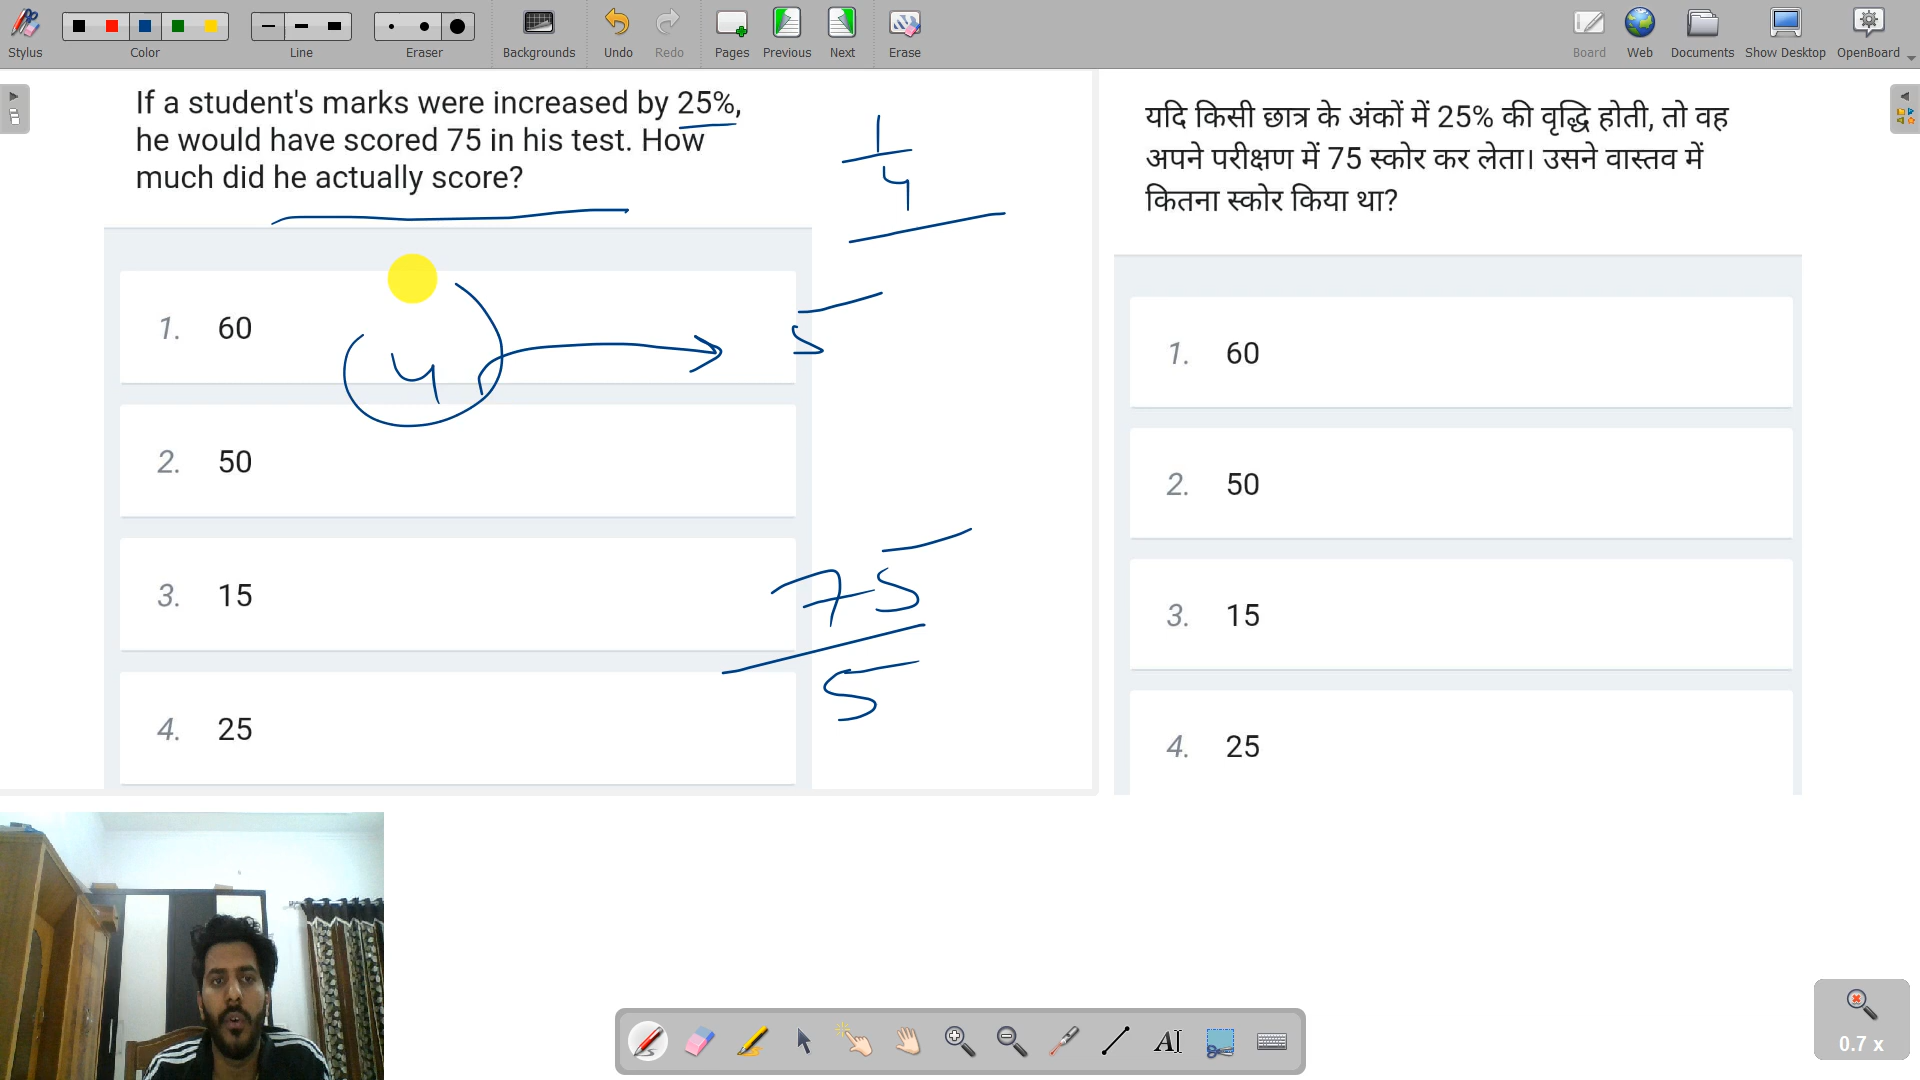 Stylus
Color
Line
Eraser
Backgrounds
Undo
Redo
Pages
Previous
Next
Erase
Board
Web
Documents
Show Desktop
OpenBoard
If a student's marks were increased by 25%,
he would have scored 75 in his test. How
much did he actually score?
1. 60
2. 50
3. 15
4. 25
1
4
4
5
75
5
यदि किसी छात्र के अंकों में 25% की वृद्धि होती, तो वह
अपने परीक्षण में 75 स्कोर कर लेता। उसने वास्तव में
कितना स्कोर किया था?
1. 60
2. 50
3. 15
4. 25
AI
0.7 x